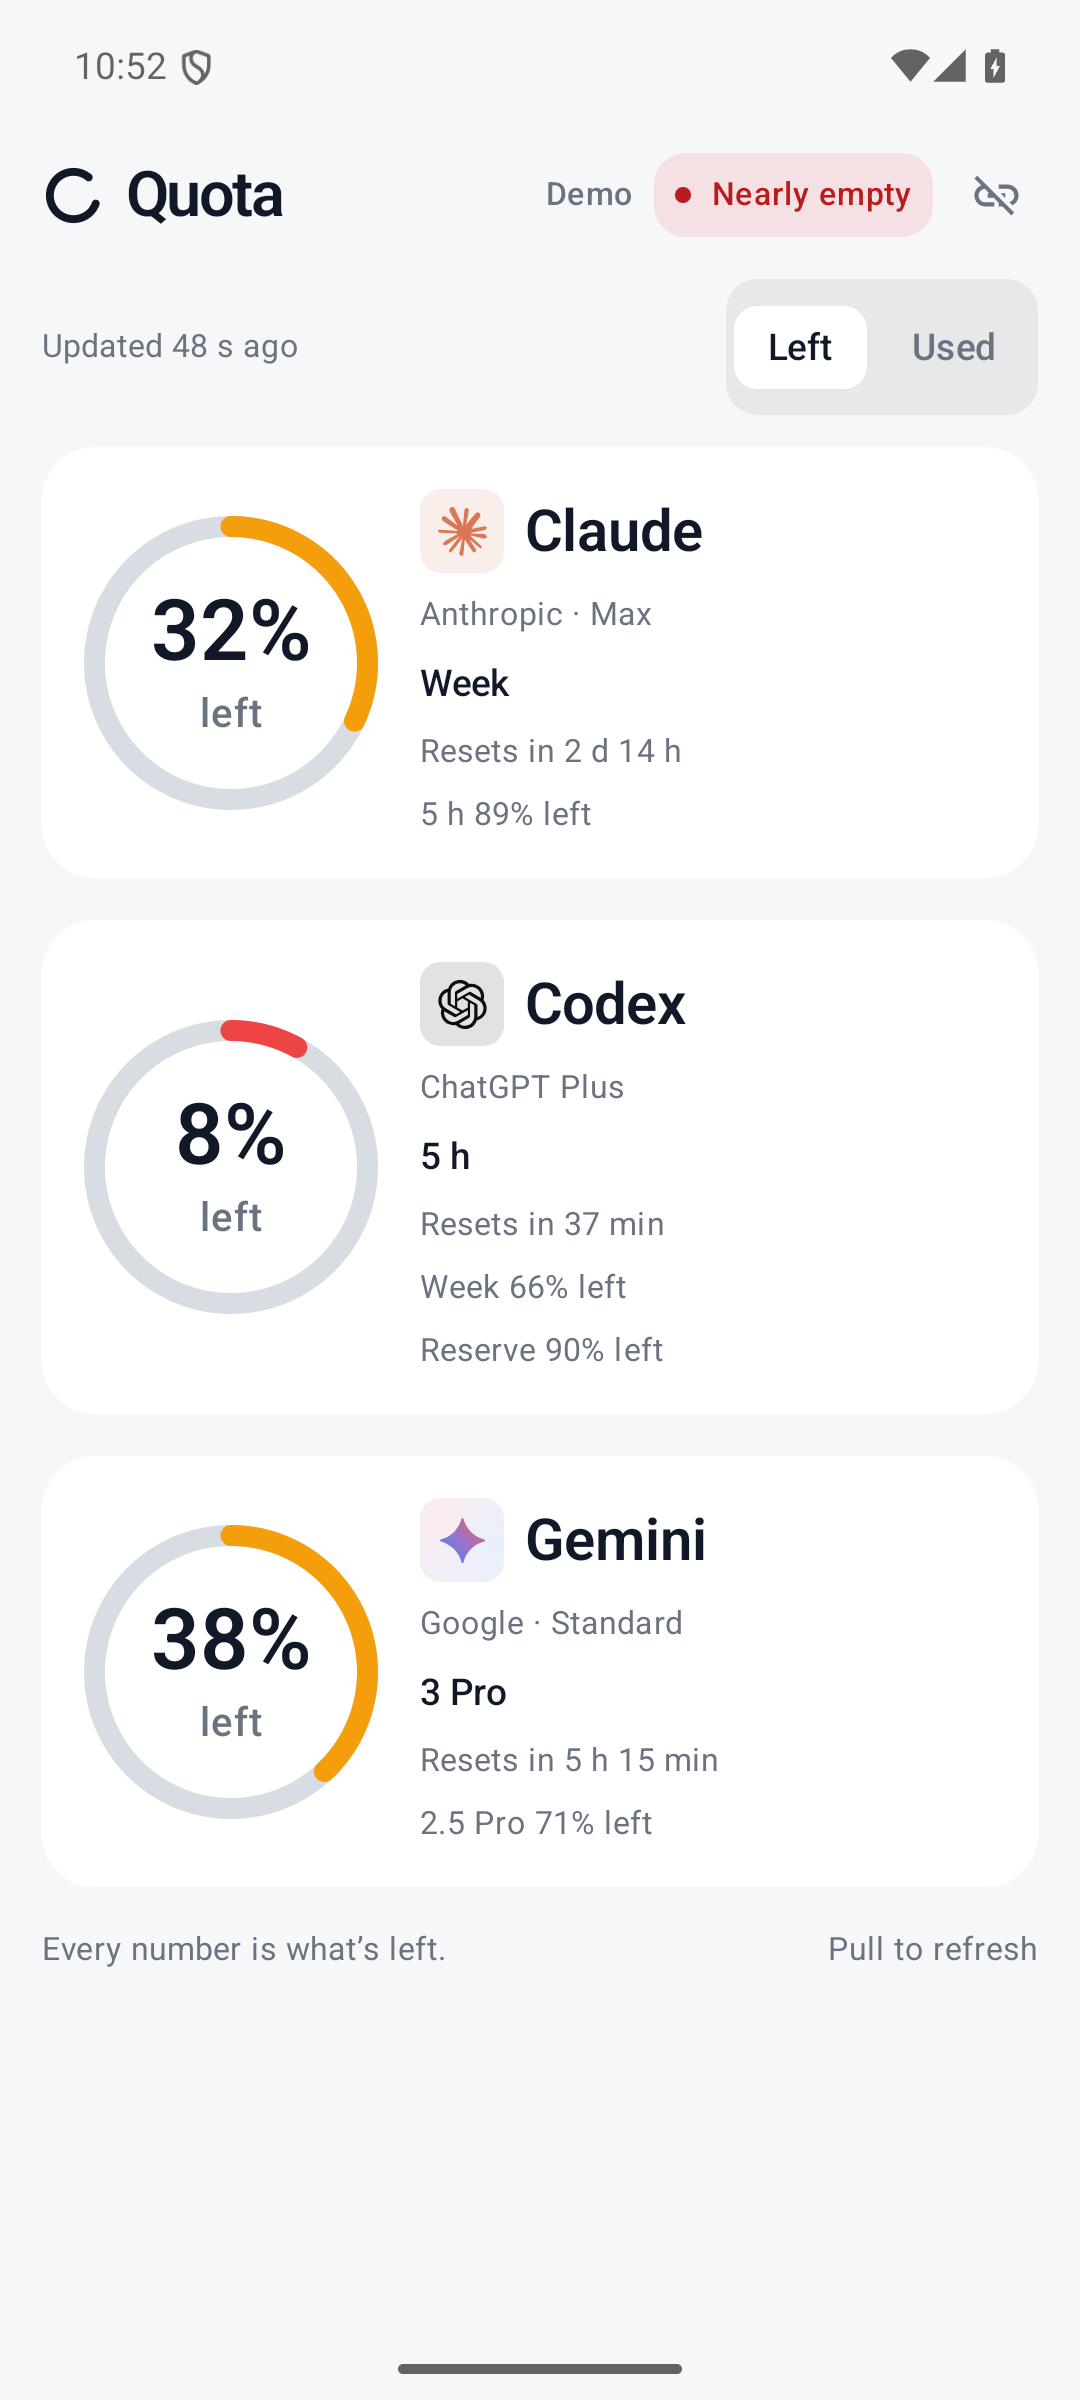 10:52
Quota
Demo
Nearly empty
Updated 48 s ago
Left
Used
32%
left
Claude
Anthropic · Max
Week
Resets in 2 d 14 h
5 h 89% left
8%
left
Codex
ChatGPT Plus
5 h
Resets in 37 min
Week 66% left
Reserve 90% left
38%
left
Gemini
Google · Standard
3 Pro
Resets in 5 h 15 min
2.5 Pro 71% left
Every number is what’s left.
Pull to refresh